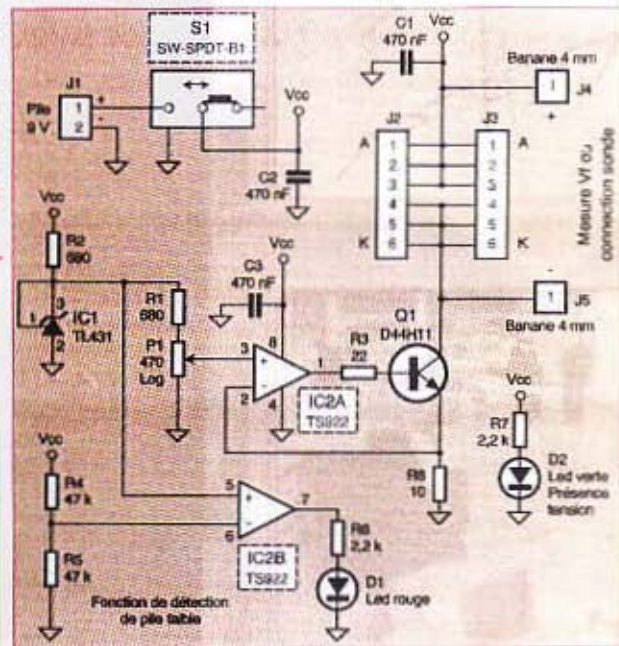 S1
SW-SPDT-B1
J1
Pile
9 V
1
2
+
-
Vcc
C2
470 nF
C1
470 nF
Vcc
Banane 4 mm
1
J4
+
J2
J3
A
1
2
3
4
5
6
K
1
2
3
4
5
6
A
K
Mesure Vf ou
connection sonde
-
1
J5
Banane 4 mm
Vcc
R2
680
3
1
2
IC1
TL431
R1
680
P1
470
Log
C3
470 nF
Vcc
3
2
8
4
1
+
-
IC2A
TS922
R3
22
Q1
D44H11
10
Vcc
R7
2,2 k
D2
Led verte
Présence
tension
Vcc
R4
47 k
R5
47 k
5
6
7
+
-
IC2B
TS922
R6
2,2 k
D1
Led rouge
Fonction de détection
de pile faible